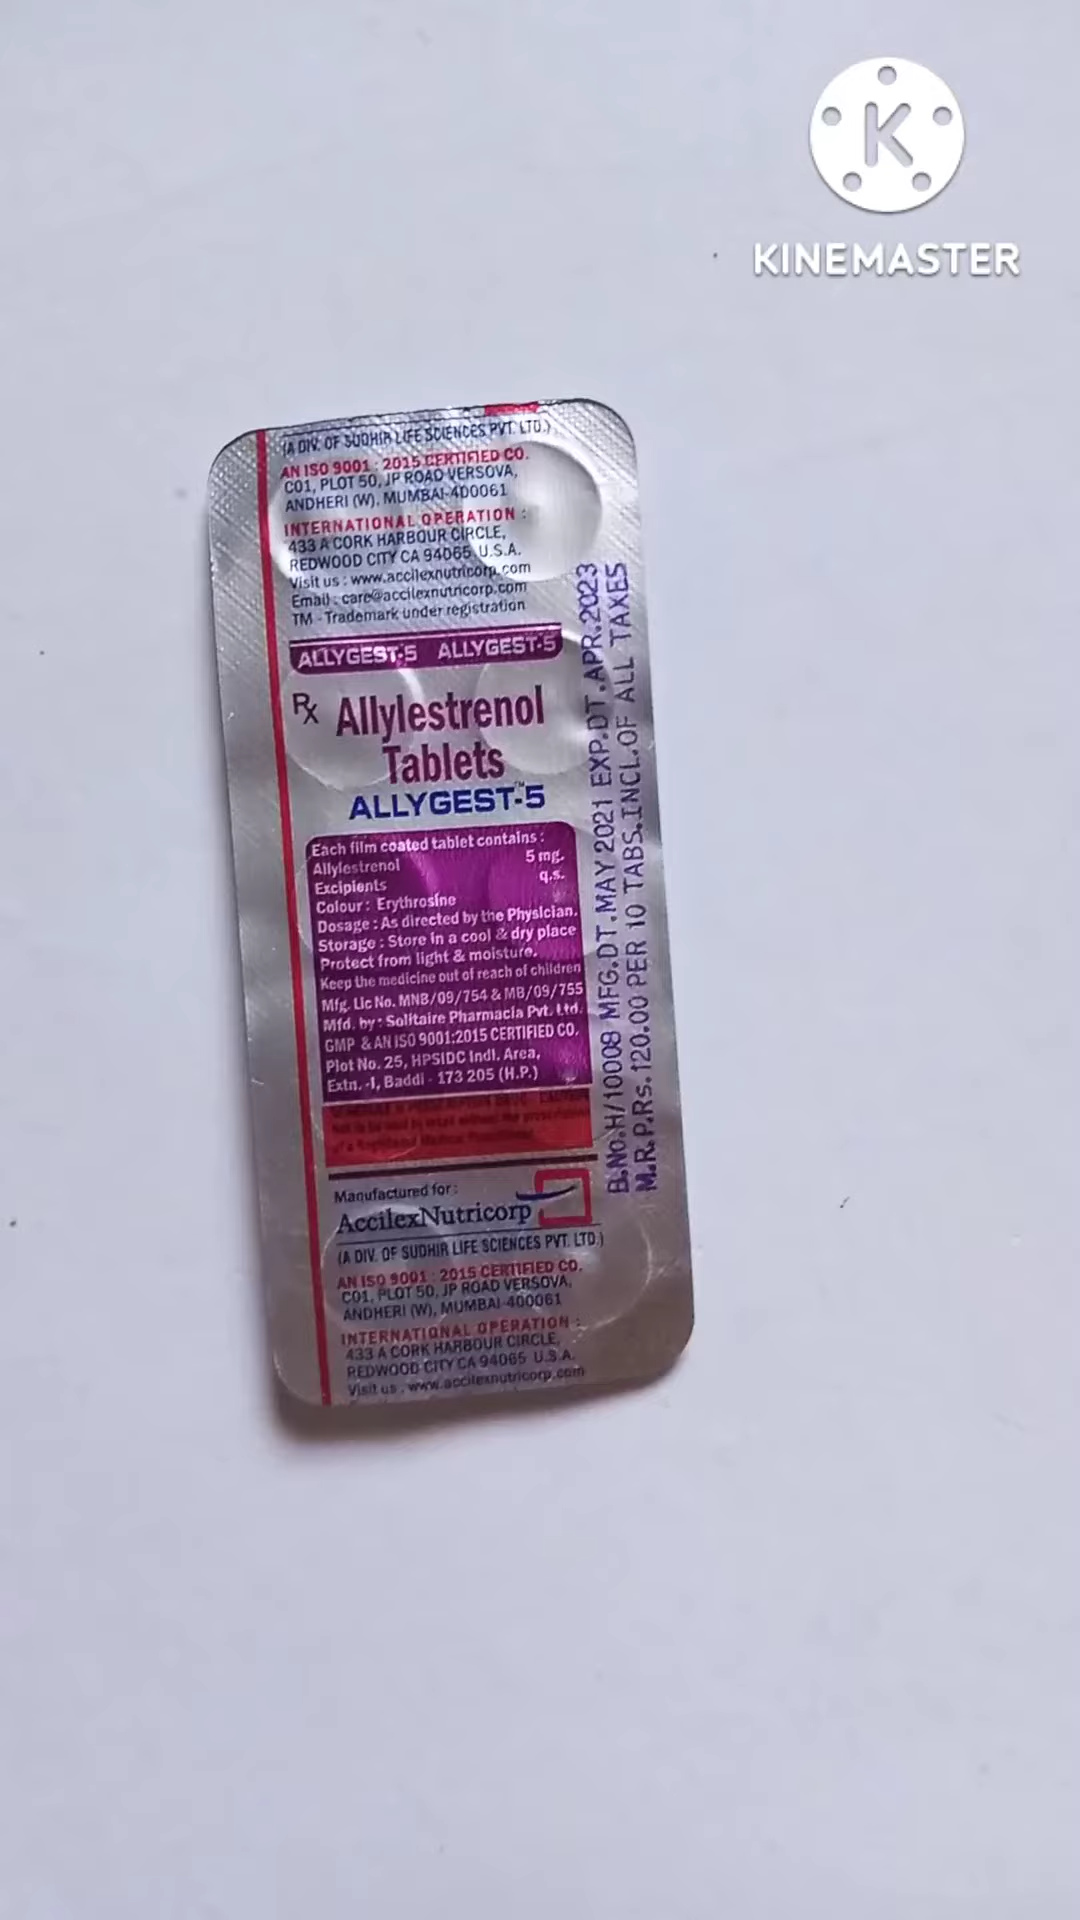 K
KINEMASTER
(A DIV. OF SUDHIR LIFE SCIENCES PVT. LTD.)
AN ISO 9001 : 2015 CERTIFIED CO.
C01, PLOT 50, JP ROAD VERSOVA,
ANDHERI (W), MUMBAI-400061
INTERNATIONAL OPERATION :
433 A CORK HARBOUR CIRCLE,
REDWOOD CITY CA 94065 U.S.A.
Visit us : www.accilexnutricorp.com
Email : care@accilexnutricorp.com
TM - Trademark under registration
ALLYGEST-5 ALLYGEST-5
Rx Allylestrenol
Tablets
ALLYGEST™-5
Each film coated tablet contains :
Allylestrenol 5 mg.
Excipients q.s.
Colour : Erythrosine
Dosage : As directed by the Physician.
Storage : Store in a cool & dry place
Protect from light & moisture.
Keep the medicine out of reach of children
Mfg. Lic No. MNB/09/754 & MB/09/755
Mfd. by : Solitaire Pharmacia Pvt. Ltd.
GMP & AN ISO 9001:2015 CERTIFIED CO.
Plot No. 25, HPSIDC Indl. Area,
Extn. -I, Baddi - 173 205 (H.P.)
Manufactured for :
AccilexNutricorp
(A DIV. OF SUDHIR LIFE SCIENCES PVT. LTD.)
AN ISO 9001 : 2015 CERTIFIED CO.
C01, PLOT 50, JP ROAD VERSOVA,
ANDHERI (W), MUMBAI-400061
INTERNATIONAL OPERATION :
433 A CORK HARBOUR CIRCLE,
REDWOOD CITY CA 94065 U.S.A.
Visit us : www.accilexnutricorp.com
B.No.H/10008 MFG.DT.MAY 2021 EXP.DT.APR.2023
M.R.P.Rs.120.00 PER 10 TABS.INCL.OF ALL TAXES